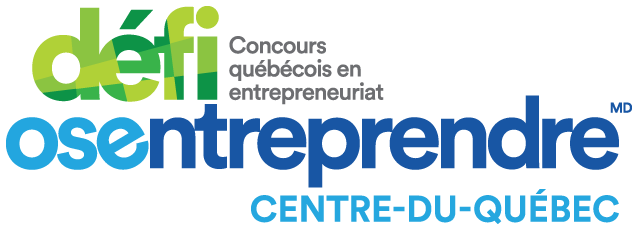 défi
Concours
québécois en
entrepreneuriat
osentreprendre MD
CENTRE-DU-QUÉBEC